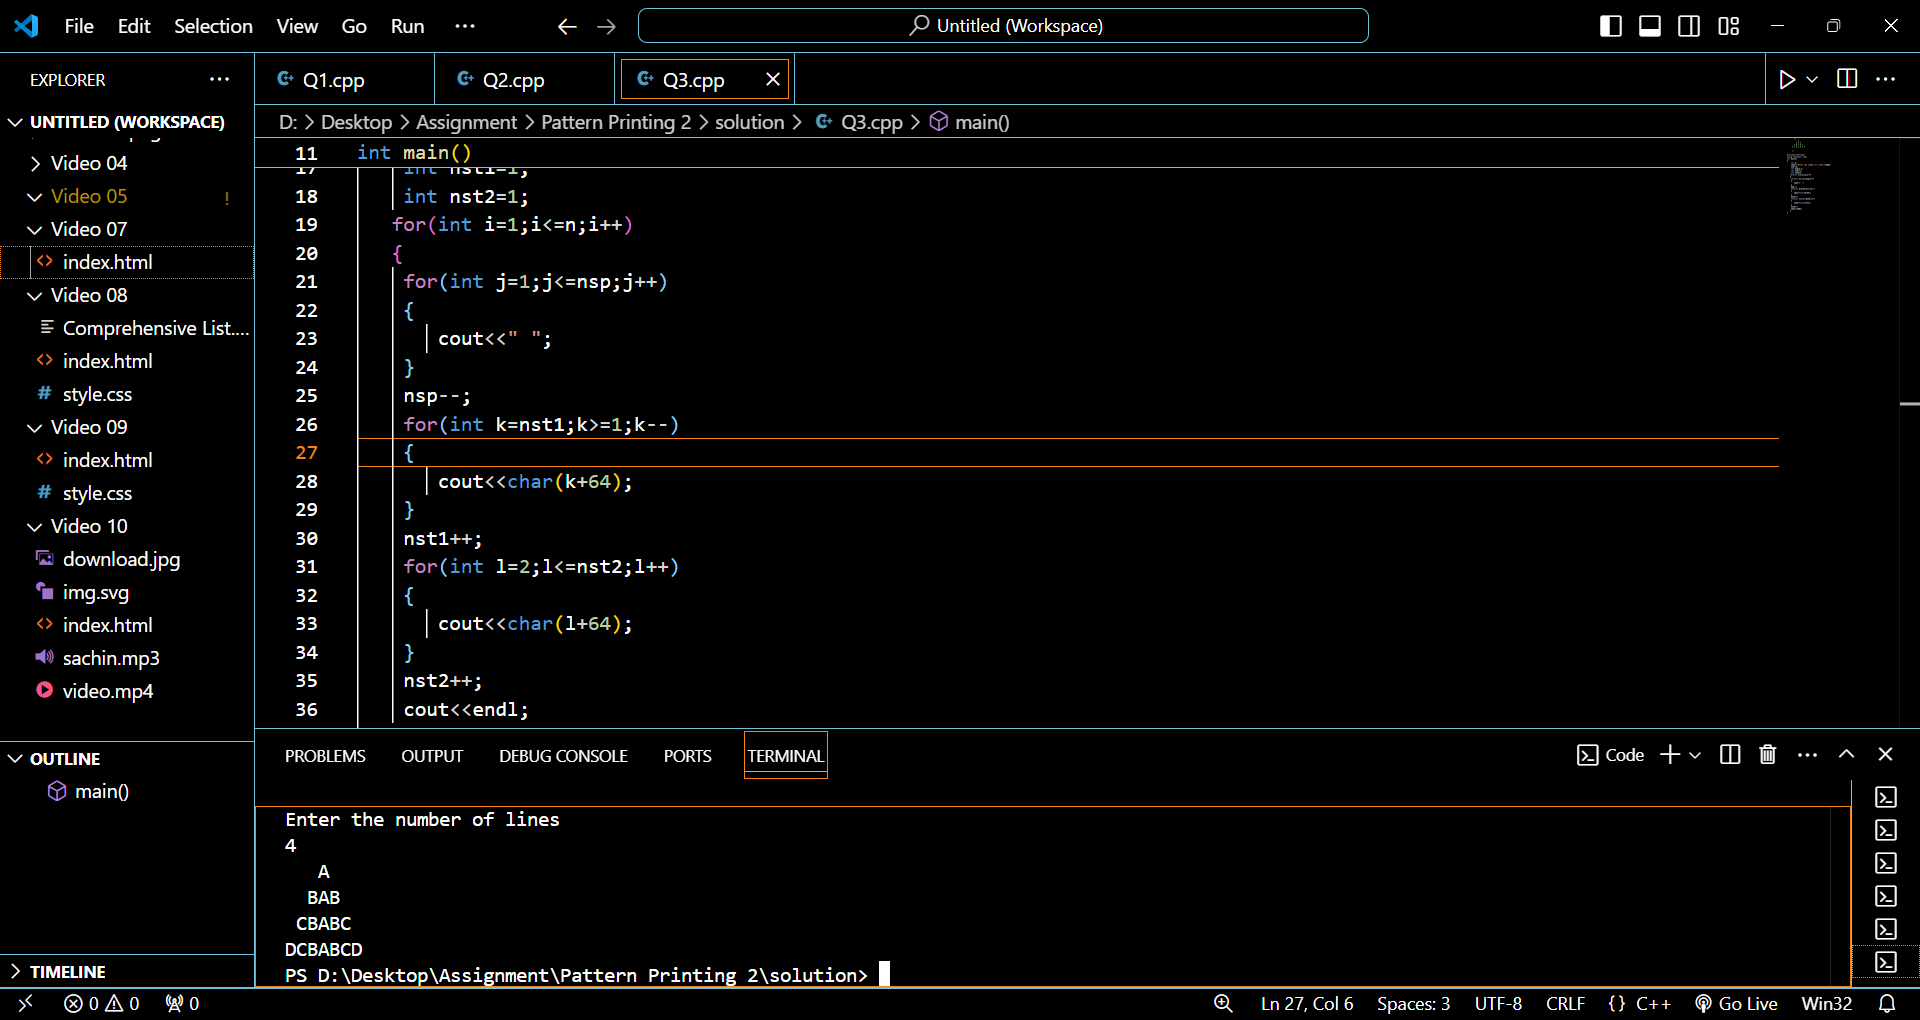 File Edit Selection View Go Run ···
Untitled (Workspace)
EXPLORER ···
Q1.cpp
Q2.cpp
Q3.cpp
D: > Desktop > Assignment > Pattern Printing 2 > solution > Q3.cpp > main()
UNTITLED (WORKSPACE)
Video 04
Video 05 !
Video 07
index.html
Video 08
Comprehensive List....
index.html
style.css
Video 09
index.html
style.css
Video 10
download.jpg
img.svg
index.html
sachin.mp3
video.mp4
OUTLINE
main()
TIMELINE
11 int main()
17 int nst1=1;
18 int nst2=1;
19 for(int i=1;i<=n;i++)
20 {
21 for(int j=1;j<=nsp;j++)
22 {
23 cout<<" ";
24 }
25 nsp--;
26 for(int k=nst1;k>=1;k--)
27 {
28 cout<<char(k+64);
29 }
30 nst1++;
31 for(int l=2;l<=nst2;l++)
32 {
33 cout<<char(l+64);
34 }
35 nst2++;
36 cout<<endl;
PROBLEMS OUTPUT DEBUG CONSOLE PORTS TERMINAL
Code
Enter the number of lines
4
A
BAB
CBABC
DCBABCD
PS D:\Desktop\Assignment\Pattern Printing 2\solution>
0 0 0
Ln 27, Col 6 Spaces: 3 UTF-8 CRLF {} C++ Go Live Win32